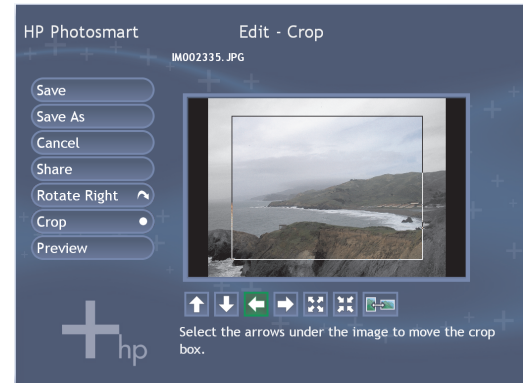 HP Photosmart
Edit - Crop
IM002335.JPG
Save
Save As
Cancel
Share
Rotate Right
Crop
Preview
Select the arrows under the image to move the crop
box.
hp